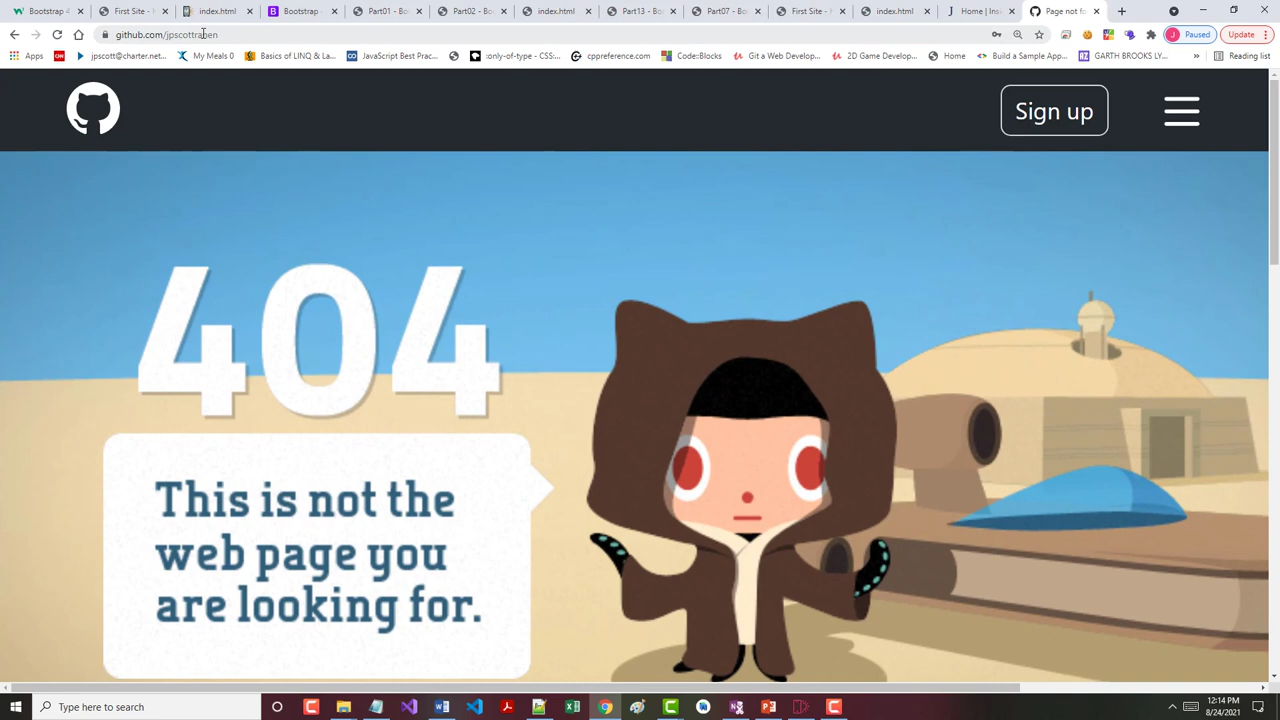 Bootstrap 4
First Site -
index.html
Bootstrap
Part01 - Bo
Part02 - Bo
index.html
Part13 - Bo
Part07 - Bo
First Site -
index.html
Home | Ins
Page not fo
github.com/jpscottraben
J
Paused
Update
Apps
jpscott@charter.net...
My Meals 0
Basics of LINQ & La...
JavaScript Best Prac...
:only-of-type - CSS:...
cppreference.com
Code::Blocks
Git a Web Develop...
2D Game Develop...
Home
Build a Sample App...
GARTH BROOKS LY...
»
Reading list
Sign up
404
This is not the
web page you
are looking for.
Type here to search
12:14 PM
8/24/2021